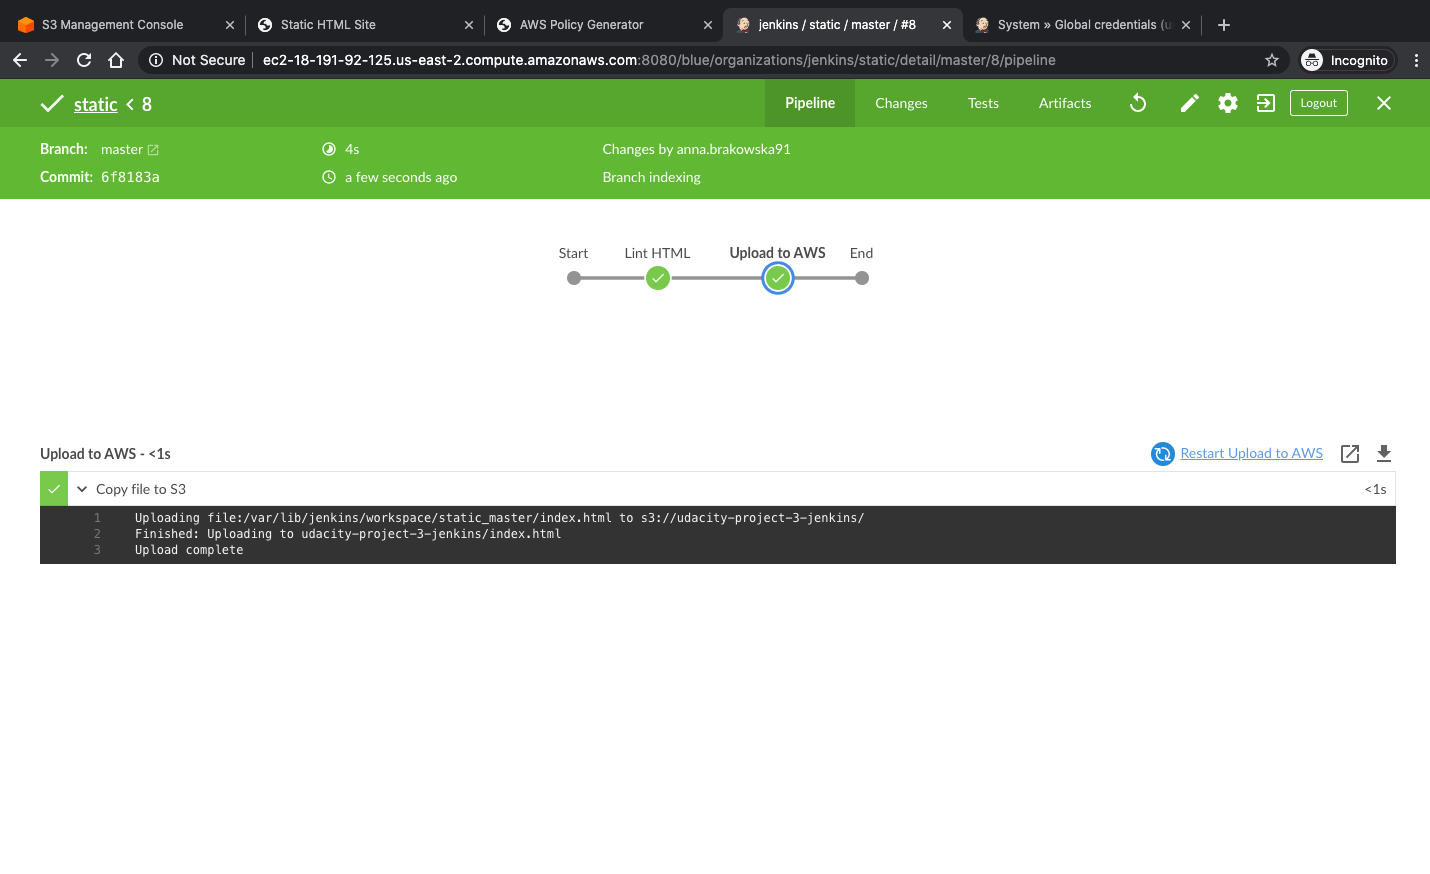 S3 Management Console
Static HTML Site
AWS Policy Generator
jenkins / static / master / #8
System » Global credentials (u
Not Secure
ec2-18-191-92-125.us-east-2.compute.amazonaws.com:8080/blue/organizations/jenkins/static/detail/master/8/pipeline
Incognito
static < 8
Pipeline
Changes
Tests
Artifacts
Logout
Branch: master
4s
Changes by anna.brakowska91
Commit: 6f8183a
a few seconds ago
Branch indexing
Start
Lint HTML
Upload to AWS
End
Upload to AWS - <1s
Restart Upload to AWS
Copy file to S3
<1s
1 Uploading file:/var/lib/jenkins/workspace/static_master/index.html to s3://udacity-project-3-jenkins/
2 Finished: Uploading to udacity-project-3-jenkins/index.html
3 Upload complete